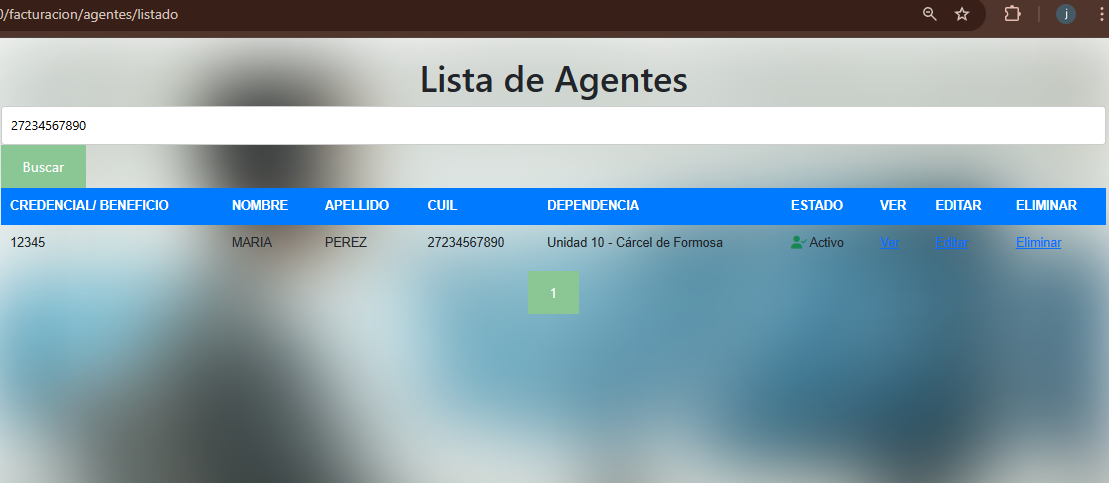 0/facturacion/agentes/listado
j
Lista de Agentes
27234567890
Buscar
CREDENCIAL/ BENEFICIO NOMBRE APELLIDO CUIL DEPENDENCIA ESTADO VER EDITAR ELIMINAR
12345 MARIA PEREZ 27234567890 Unidad 10 - Cárcel de Formosa Activo Ver Editar Eliminar
1